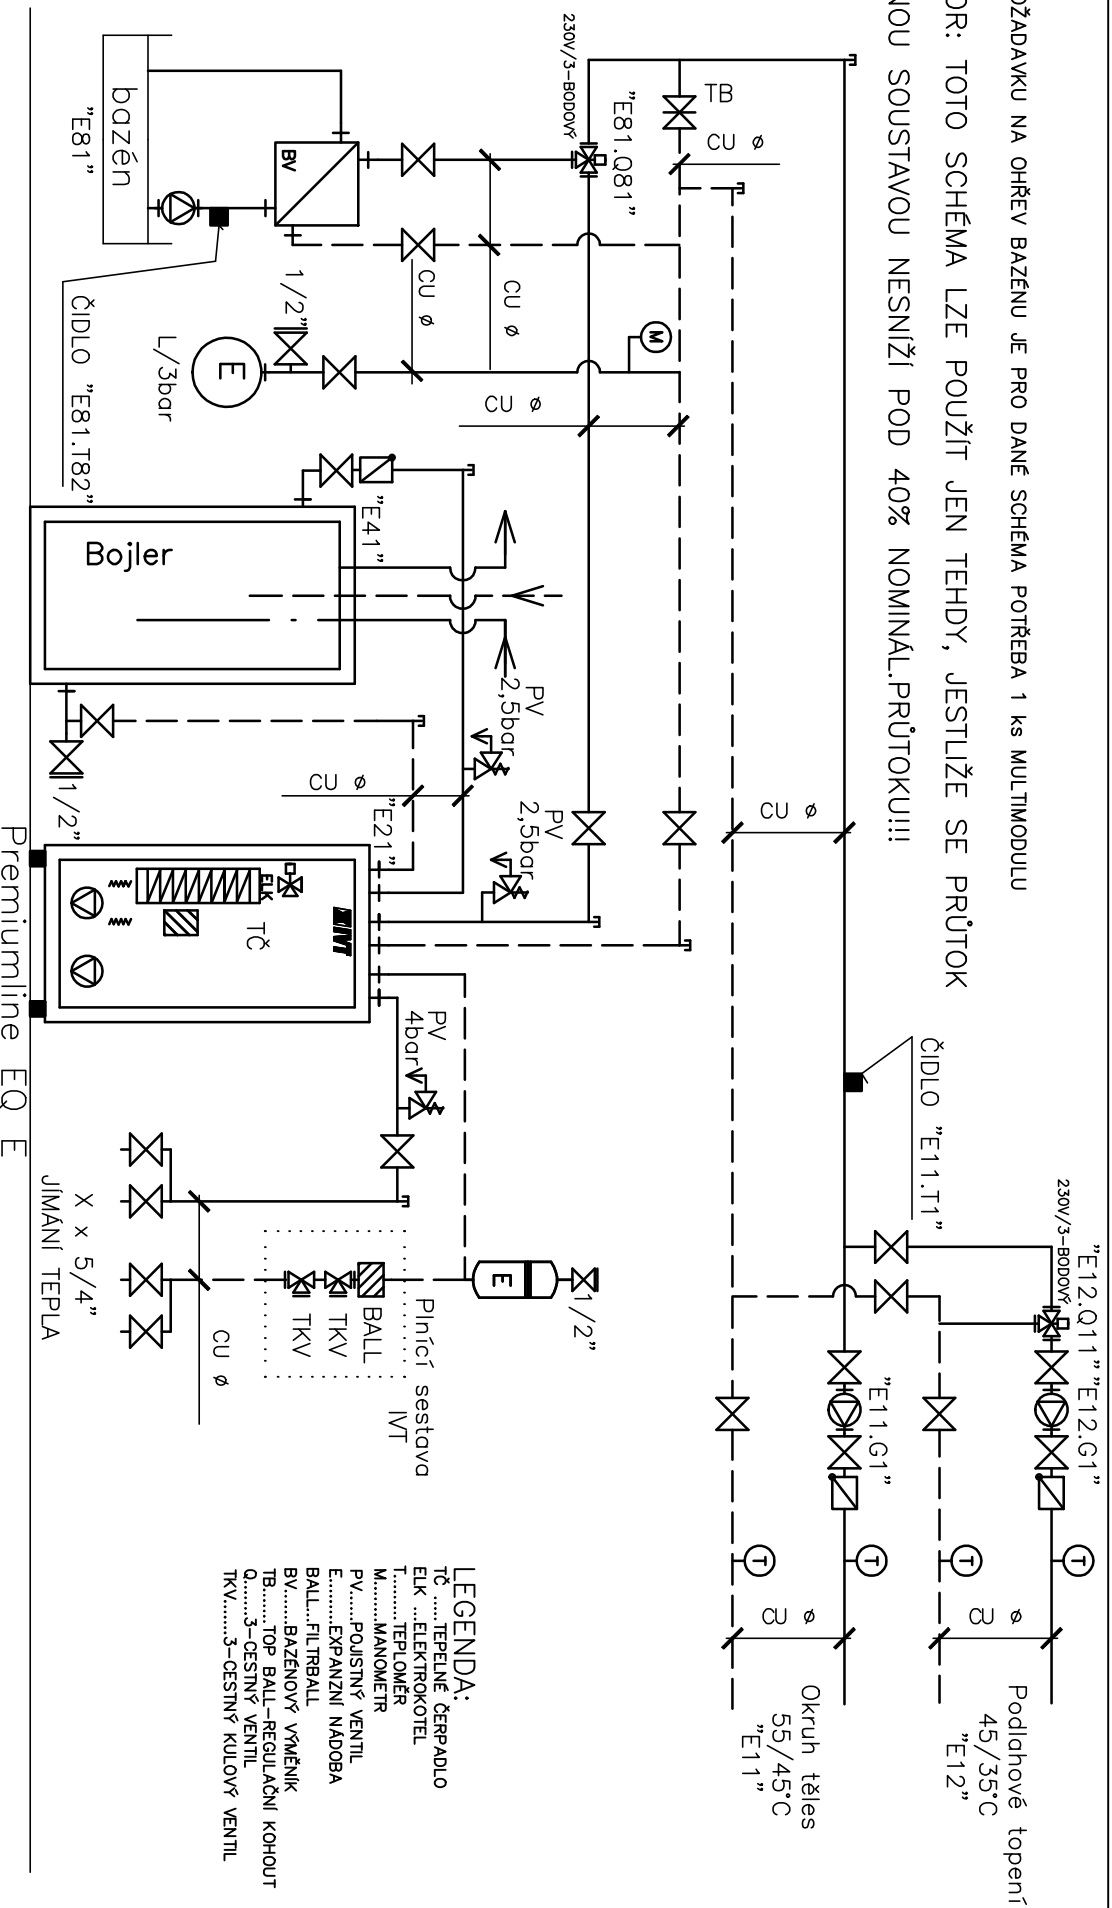 OŽADAVKU NA OHŘEV BAZÉNU JE PRO DANÉ SCHÉMA POTŘEBA 1 ks MULTIMODULU
OR: TOTO SCHÉMA LZE POUŽÍT JEN TEHDY, JESTLIŽE SE PRŮTOK
NOU SOUSTAVOU NESNÍŽÍ POD 40% NOMINÁL.PRŮTOKU!!!
230V/3-BODOVÝ
"E81.Q81"
TB
CU ø
bazén
"E81"
BV
ČIDLO "E81.T82"
1/2"
E
L/3bar
CU ø
CU ø
M
CU ø
Bojler
"E41"
PV
2,5bar
1/2"
CU ø
"E21"
PV
2,5bar
ELK
TČ
IVT
Premiumline EQ E
CU ø
PV
4bar
ČIDLO "E11.T1"
X x 5/4"
JÍMÁNÍ TEPLA
CU ø
Plnící sestava
IVT
BALL
TKV
TKV
E
1/2"
230V/3-BODOVÝ
"E12.Q11"
"E12.G1"
"E11.G1"
T
T
T
T
CU ø
CU ø
Podlahové topení
45/35°C
"E12"
Okruh těles
55/45°C
"E11"
LEGENDA:
TČ .....TEPELNÉ ČERPADLO
ELK ...ELEKTROKOTEL
T.........TEPLOMĚR
M........MANOMETR
PV......POJISTNÝ VENTIL
E.........EXPANZNÍ NÁDOBA
BALL...FILTRBALL
BV.......BAZÉNOVÝ VÝMĚNÍK
TB.......TOP BALL-REGULAČNÍ KOHOUT
Q........3-CESTNÝ VENTIL
TKV......3-CESTNÝ KULOVÝ VENTIL